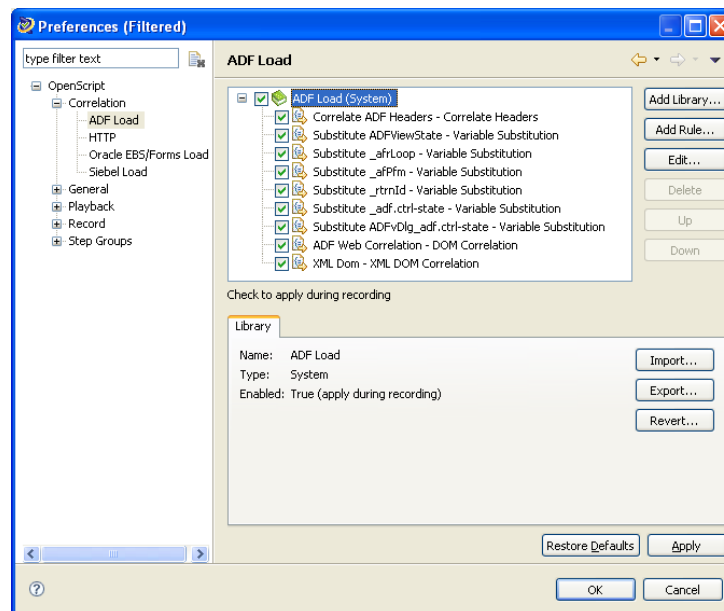 Preferences (Filtered)
type filter text
OpenScript
Correlation
ADF Load
HTTP
Oracle EBS/Forms Load
Siebel Load
General
Playback
Record
Step Groups
ADF Load
ADF Load (System)
Correlate ADF Headers - Correlate Headers
Substitute ADFViewState - Variable Substitution
Substitute _afrLoop - Variable Substitution
Substitute _afPfm - Variable Substitution
Substitute _rtrnId - Variable Substitution
Substitute _adf.ctrl-state - Variable Substitution
Substitute ADFvDlg_adf.ctrl-state - Variable Substitution
ADF Web Correlation - DOM Correlation
XML Dom - XML DOM Correlation
Add Library...
Add Rule...
Edit...
Delete
Up
Down
Check to apply during recording
Library
Name: ADF Load
Type: System
Enabled: True (apply during recording)
Import...
Export...
Revert...
Restore Defaults
Apply
OK
Cancel